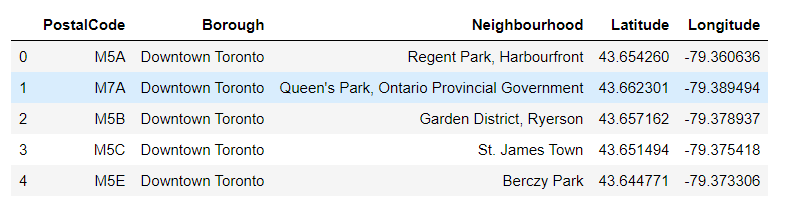 PostalCode Borough Neighbourhood Latitude Longitude
0 M5A Downtown Toronto Regent Park, Harbourfront 43.654260 -79.360636
1 M7A Downtown Toronto Queen's Park, Ontario Provincial Government 43.662301 -79.389494
2 M5B Downtown Toronto Garden District, Ryerson 43.657162 -79.378937
3 M5C Downtown Toronto St. James Town 43.651494 -79.375418
4 M5E Downtown Toronto Berczy Park 43.644771 -79.373306